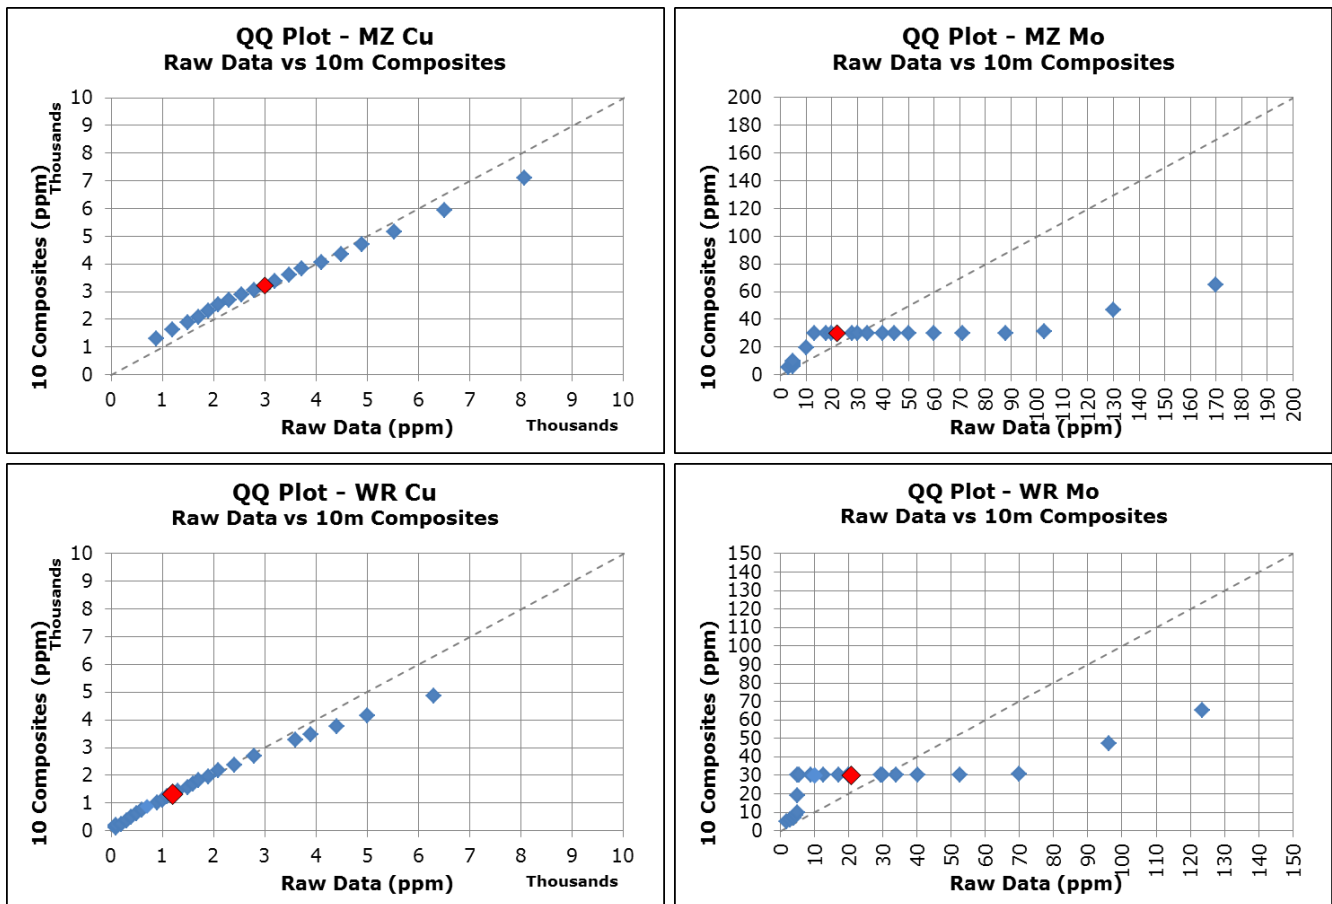 QQ Plot - MZ Cu
Raw Data vs 10m Composites
10 Composites (ppm)
Thousands
10
9
8
7
6
5
4
3
2
1
0
0 1 2 3 4 5 6 7 8 9 10
Raw Data (ppm)
Thousands
QQ Plot - MZ Mo
Raw Data vs 10m Composites
10 Composites (ppm)
200
180
160
140
120
100
80
60
40
20
0
0 10 20 30 40 50 60 70 80 90 100 110 120 130 140 150 160 170 180 190 200
Raw Data (ppm)
QQ Plot - WR Cu
Raw Data vs 10m Composites
10 Composites (ppm)
Thousands
10
9
8
7
6
5
4
3
2
1
0
0 1 2 3 4 5 6 7 8 9 10
Raw Data (ppm)
Thousands
QQ Plot - WR Mo
Raw Data vs 10m Composites
10 Composites (ppm)
150
140
130
120
110
100
90
80
70
60
50
40
30
20
10
0
0 10 20 30 40 50 60 70 80 90 100 110 120 130 140 150
Raw Data (ppm)